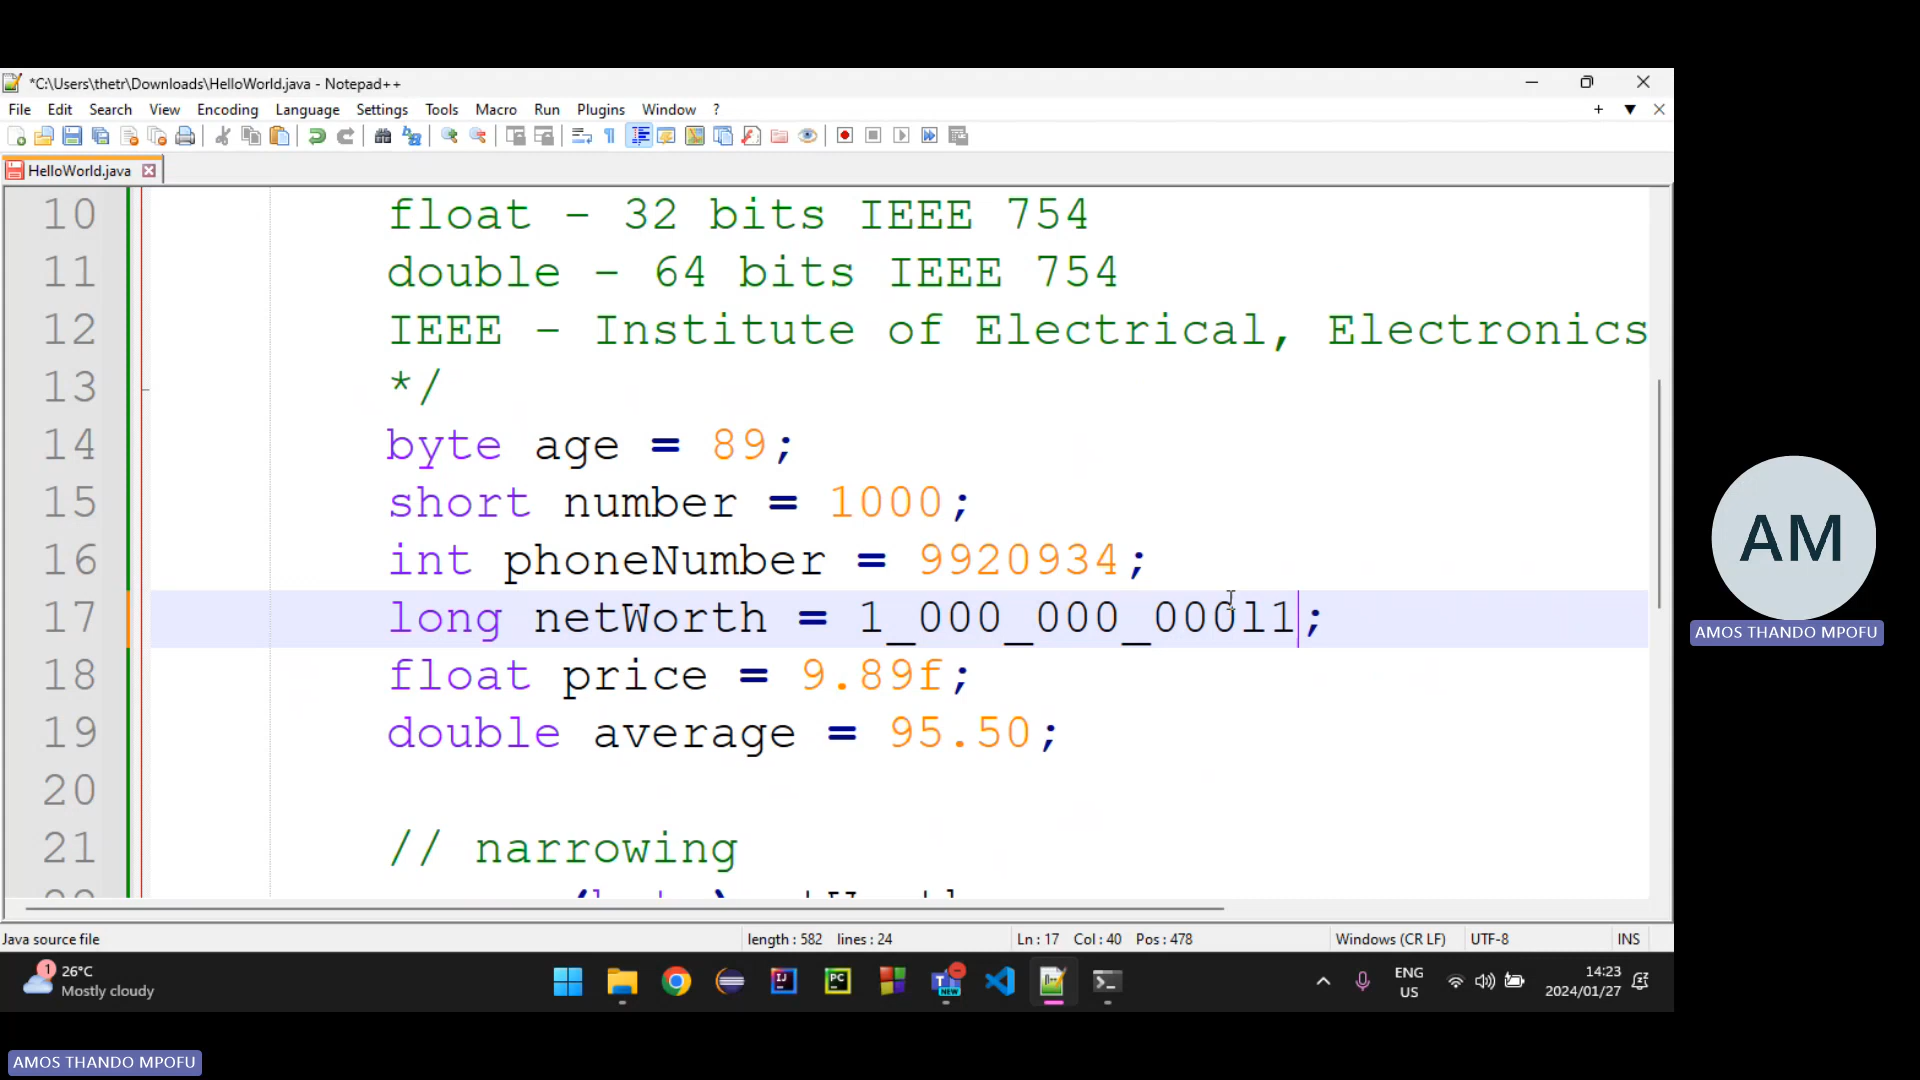 *C:\Users\thetr\Downloads\HelloWorld.java - Notepad++
File Edit Search View Encoding Language Settings Tools Macro Run Plugins Window ?
HelloWorld.java
10 float - 32 bits IEEE 754
11 double - 64 bits IEEE 754
12 IEEE - Institute of Electrical, Electronics
13 */
14 byte age = 89;
15 short number = 1000;
16 int phoneNumber = 9920934;
17 long netWorth = 1_000_000_000l1;
18 float price = 9.89f;
19 double average = 95.50;
20
21 // narrowing
AM
AMOS THANDO MPOFU
Java source file length : 582 lines : 24 Ln : 17 Col : 40 Pos : 478 Windows (CR LF) UTF-8 INS
1 26°C
Mostly cloudy
ENG
US
14:23
2024/01/27
AMOS THANDO MPOFU